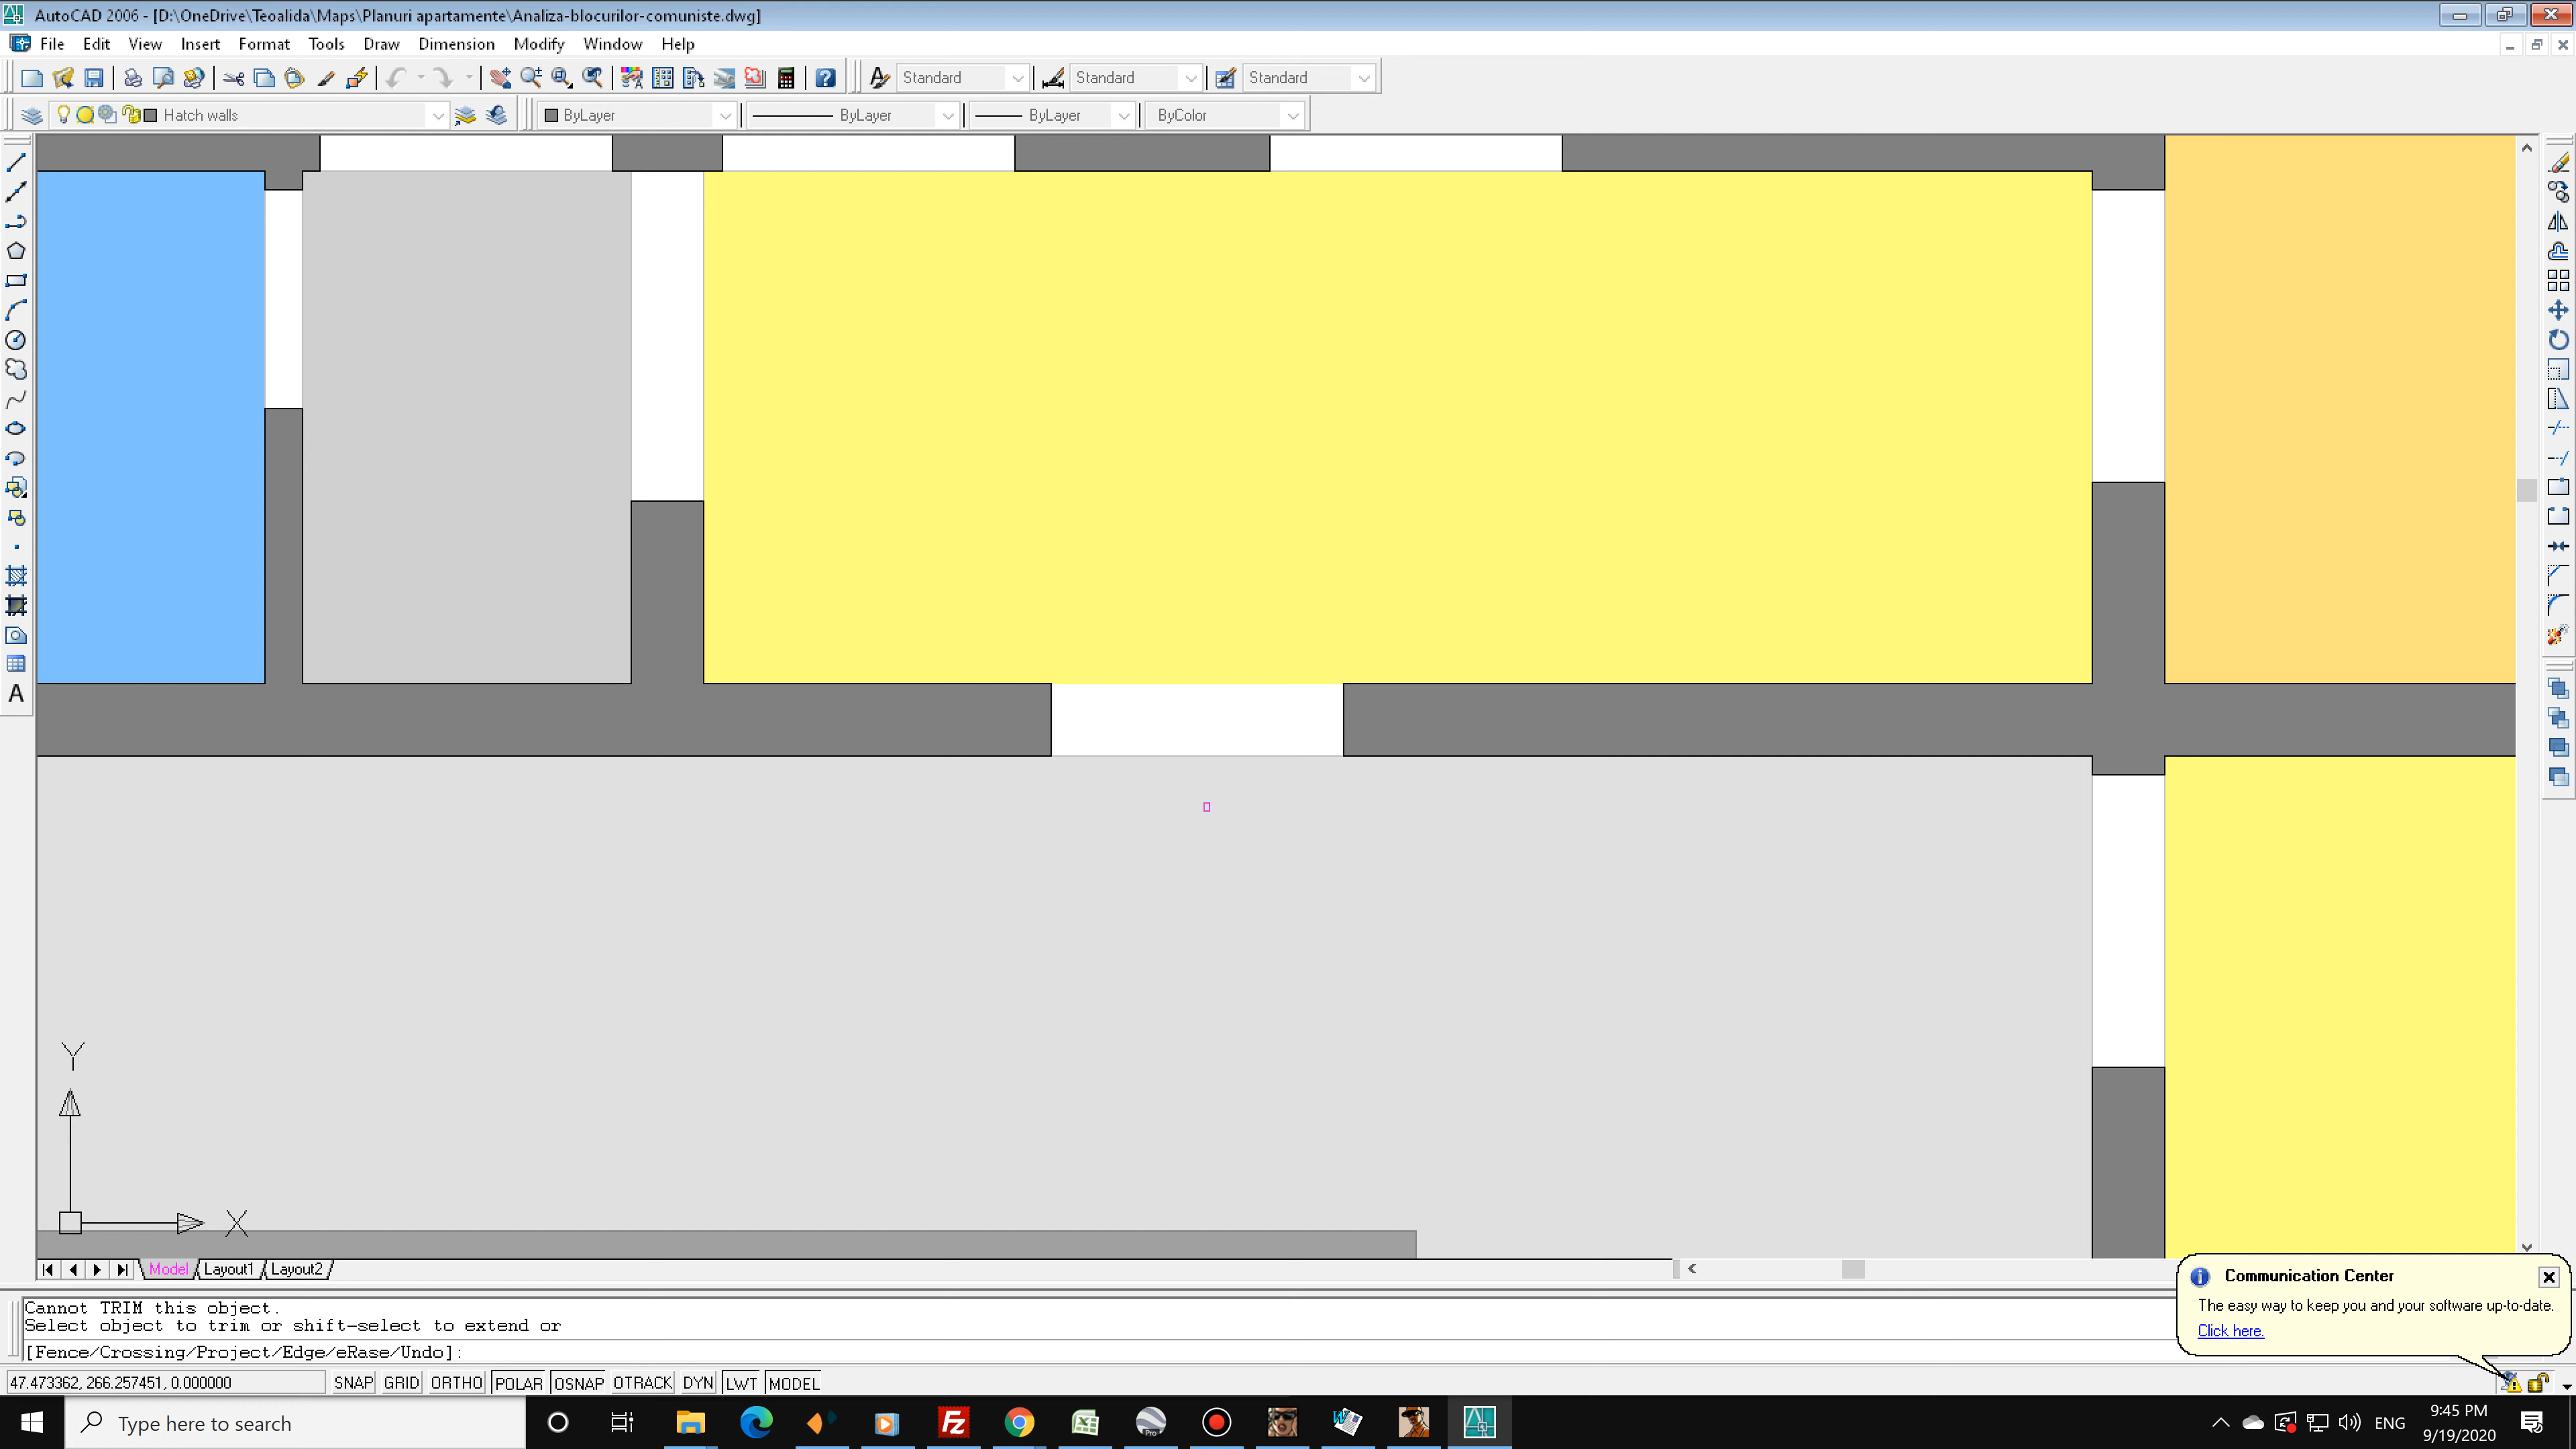 AutoCAD 2006 - [D:\OneDrive\Teoalida\Maps\Planuri apartamente\Analiza-blocurilor-comuniste.dwg]
File Edit View Insert Format Tools Draw Dimension Modify Window Help
Standard Standard Standard
Hatch walls ByLayer ByLayer ByLayer ByColor
A
Y
X
Model Layout1 Layout2
Communication Center
The easy way to keep you and your software up-to-date.
Click here.
Cannot TRIM this object.
Select object to trim or shift-select to extend or
[Fence/Crossing/Project/Edge/eRase/Undo]:
47.473362, 266.257451, 0.000000 SNAP GRID ORTHO POLAR OSNAP OTRACK DYN LWT MODEL
Type here to search
Fz
Pro
ENG
9:45 PM
9/19/2020